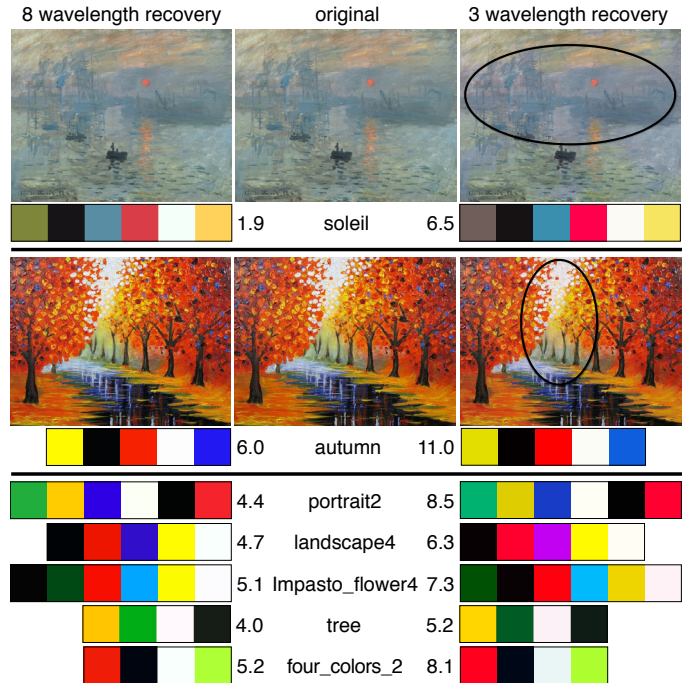 8 wavelength recovery original 3 wavelength recovery
1.9 soleil 6.5
6.0 autumn 11.0
4.4 portrait2 8.5
4.7 landscape4 6.3
5.1 Impasto_flower4 7.3
4.0 tree 5.2
5.2 four_colors_2 8.1